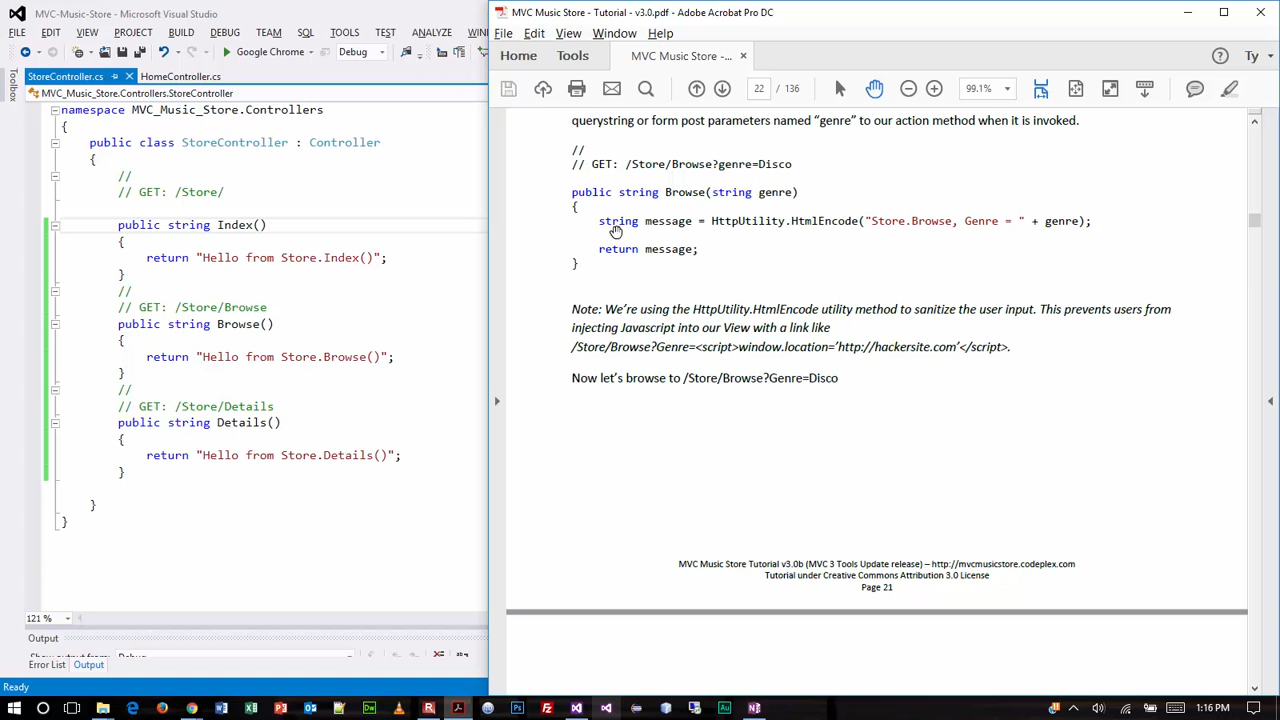 MVC-Music-Store - Microsoft Visual Studio
FILE EDIT VIEW PROJECT BUILD DEBUG TEAM SQL TOOLS TEST ANALYZE
Google Chrome Debug
StoreController.cs HomeController.cs
MVC_Music_Store.Controllers.StoreController
Toolbox
namespace MVC_Music_Store.Controllers
{
public class StoreController : Controller
{
//
// GET: /Store/
public string Index()
{
return "Hello from Store.Index()";
}
//
// GET: /Store/Browse
public string Browse()
{
return "Hello from Store.Browse()";
}
//
// GET: /Store/Details
public string Details()
{
return "Hello from Store.Details()";
}
}
}
121 %
Output
Show output from: Debug
Error List Output
Ready
MVC Music Store - Tutorial - v3.0.pdf - Adobe Acrobat Pro DC
File Edit View Window Help
Home Tools MVC Music Store -... Ty
22 / 136 99.1%
querystring or form post parameters named “genre” to our action method when it is invoked.
//
// GET: /Store/Browse?genre=Disco
public string Browse(string genre)
{
string message = HttpUtility.HtmlEncode("Store.Browse, Genre = " + genre);
return message;
}
Note: We’re using the HttpUtility.HtmlEncode utility method to sanitize the user input. This prevents users from
injecting Javascript into our View with a link like
/Store/Browse?Genre=<script>window.location=’http://hackersite.com’</script>.
Now let’s browse to /Store/Browse?Genre=Disco
MVC Music Store Tutorial v3.0b (MVC 3 Tools Update release) – http://mvcmusicstore.codeplex.com
Tutorial under Creative Commons Attribution 3.0 License
Page 21
1:16 PM